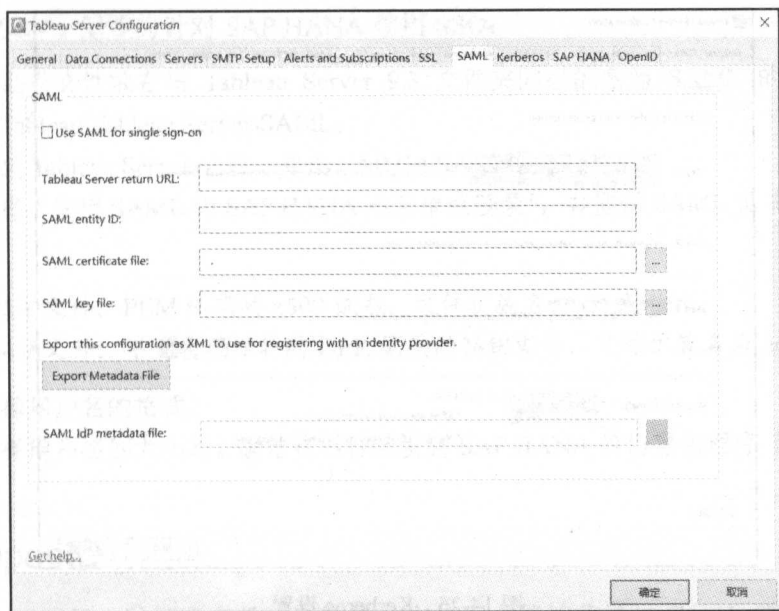 Tableau Server Configuration
General Data Connections Servers SMTP Setup Alerts and Subscriptions SSL SAML Kerberos SAP HANA OpenID
SAML
Use SAML for single sign-on
Tableau Server return URL:
SAML entity ID:
SAML certificate file:
...
SAML key file:
...
Export this configuration as XML to use for registering with an identity provider.
Export Metadata File
SAML IdP metadata file:
...
Get help...
确定 取消